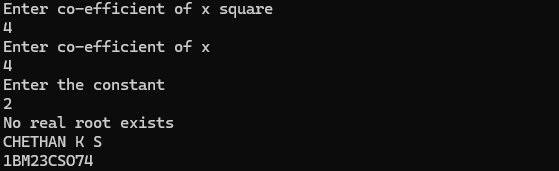 Enter co-efficient of x square
4
Enter co-efficient of x
4
Enter the constant
2
No real root exists
CHETHAN K S
1BM23CSO74